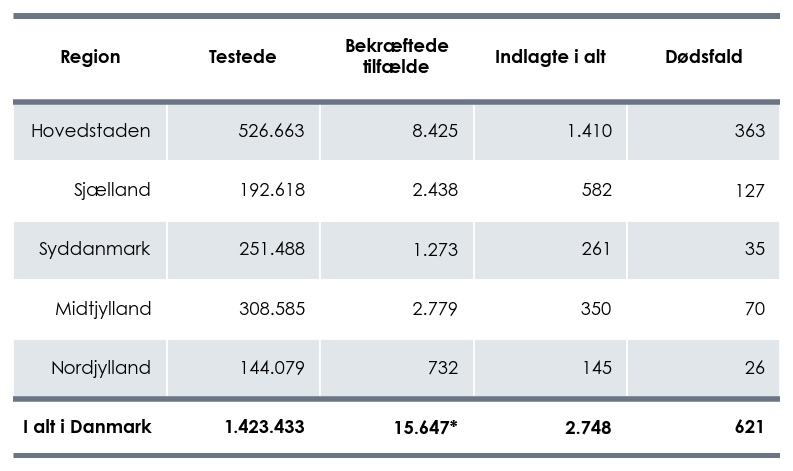 Region Testede Bekræftede tilfælde Indlagte i alt Dødsfald
Hovedstaden 526.663 8.425 1.410 363
Sjælland 192.618 2.438 582 127
Syddanmark 251.488 1.273 261 35
Midtjylland 308.585 2.779 350 70
Nordjylland 144.079 732 145 26
I alt i Danmark 1.423.433 15.647* 2.748 621